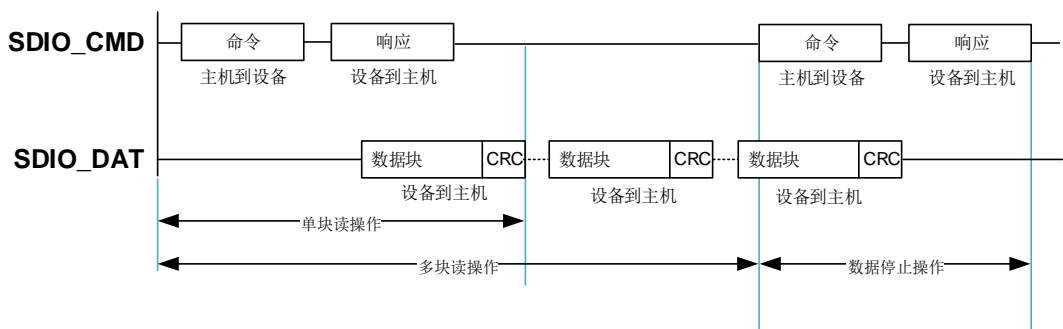 SDIO_CMD 命令 响应 命令 响应
主机到设备 设备到主机 主机到设备 设备到主机
SDIO_DAT 数据块 CRC 数据块 CRC 数据块 CRC
设备到主机 设备到主机 设备到主机
单块读操作
多块读操作 数据停止操作